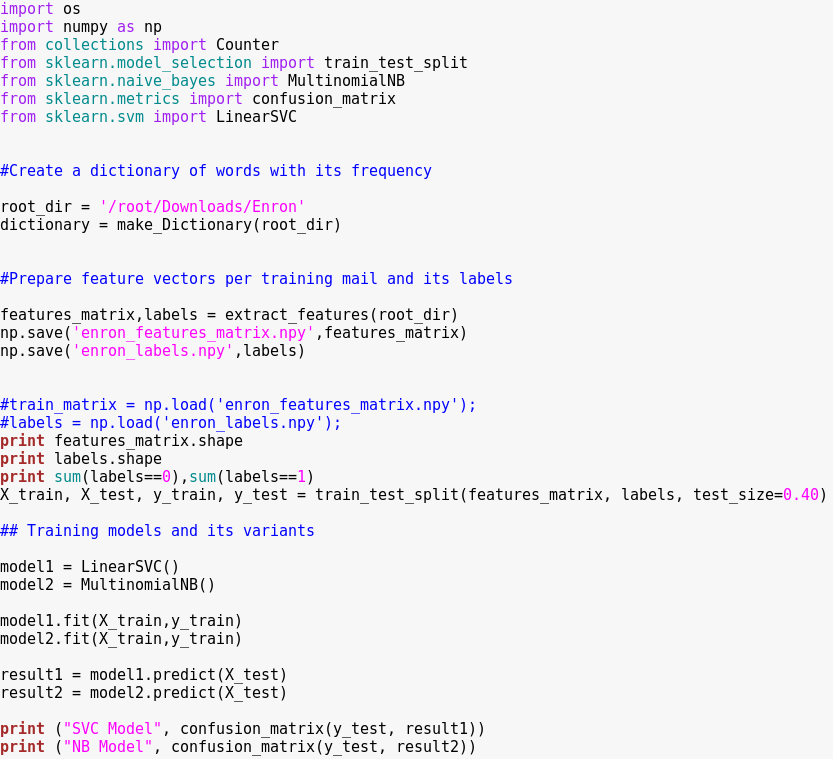 import os
import numpy as np
from collections import Counter
from sklearn.model_selection import train_test_split
from sklearn.naive_bayes import MultinomialNB
from sklearn.metrics import confusion_matrix
from sklearn.svm import LinearSVC
#Create a dictionary of words with its frequency
root_dir = '/root/Downloads/Enron'
dictionary = make_Dictionary(root_dir)
#Prepare feature vectors per training mail and its labels
features_matrix,labels = extract_features(root_dir)
np.save('enron_features_matrix.npy',features_matrix)
np.save('enron_labels.npy',labels)
#train_matrix = np.load('enron_features_matrix.npy');
#labels = np.load('enron_labels.npy');
print features_matrix.shape
print labels.shape
print sum(labels==0),sum(labels==1)
X_train, X_test, y_train, y_test = train_test_split(features_matrix, labels, test_size=0.40)
## Training models and its variants
model1 = LinearSVC()
model2 = MultinomialNB()
model1.fit(X_train,y_train)
model2.fit(X_train,y_train)
result1 = model1.predict(X_test)
result2 = model2.predict(X_test)
print ("SVC Model", confusion_matrix(y_test, result1))
print ("NB Model", confusion_matrix(y_test, result2))